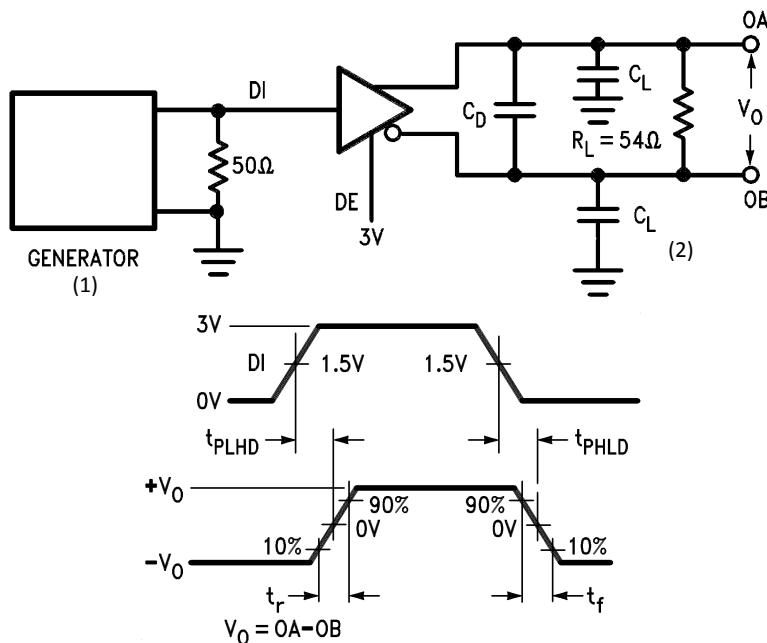 OA
DI
C_L
C_D
V_O
R_L = 54Ω
50Ω
OB
DE
3V
C_L
GENERATOR
(1)
(2)
3V
DI
1.5V
1.5V
0V
t_PLHD
t_PHLD
+V_O
90%
90%
0V
0V
10%
10%
-V_O
t_r
t_f
V_O = OA-OB